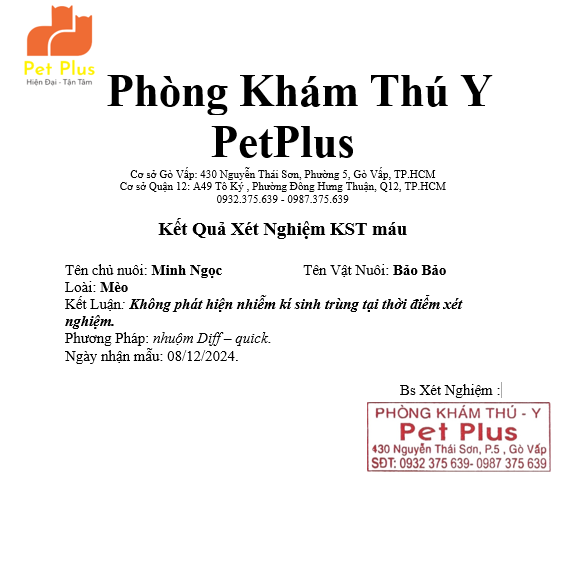 Pet Plus
Hiện Đại - Tận Tâm
Phòng Khám Thú Y
PetPlus
Cơ sở Gò Vấp: 430 Nguyễn Thái Sơn, Phường 5, Gò Vấp, TP.HCM
Cơ sở Quận 12: A49 Tô Ký , Phường Đông Hưng Thuận, Q12, TP.HCM
0932.375.639 - 0987.375.639
Kết Quả Xét Nghiệm KST máu
Tên chủ nuôi: Minh Ngọc Tên Vật Nuôi: Bảo Bảo
Loài: Mèo
Kết Luận: Không phát hiện nhiễm kí sinh trùng tại thời điểm xét
nghiệm.
Phương Pháp: nhuộm Diff – quick.
Ngày nhận mẫu: 08/12/2024.
Bs Xét Nghiệm :
PHÒNG KHÁM THÚ - Y
Pet Plus
430 Nguyễn Thái Sơn, P.5 , Gò Vấp
SĐT: 0932 375 639- 0987 375 639